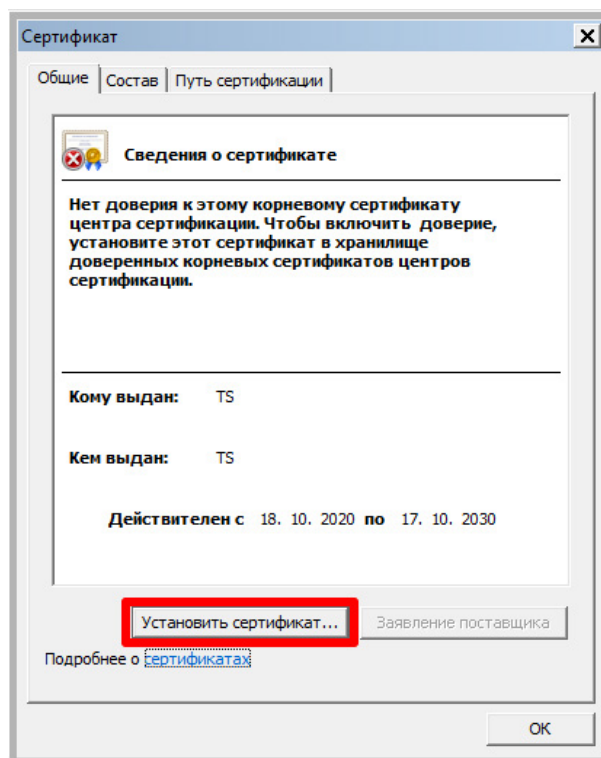 Сертификат
Общие Состав Путь сертификации
Сведения о сертификате
Нет доверия к этому корневому сертификату
центра сертификации. Чтобы включить доверие,
установите этот сертификат в хранилище
доверенных корневых сертификатов центров
сертификации.
Кому выдан: TS
Кем выдан: TS
Действителен с 18. 10. 2020 по 17. 10. 2030
Установить сертификат... Заявление поставщика
Подробнее о сертификатах
ОК